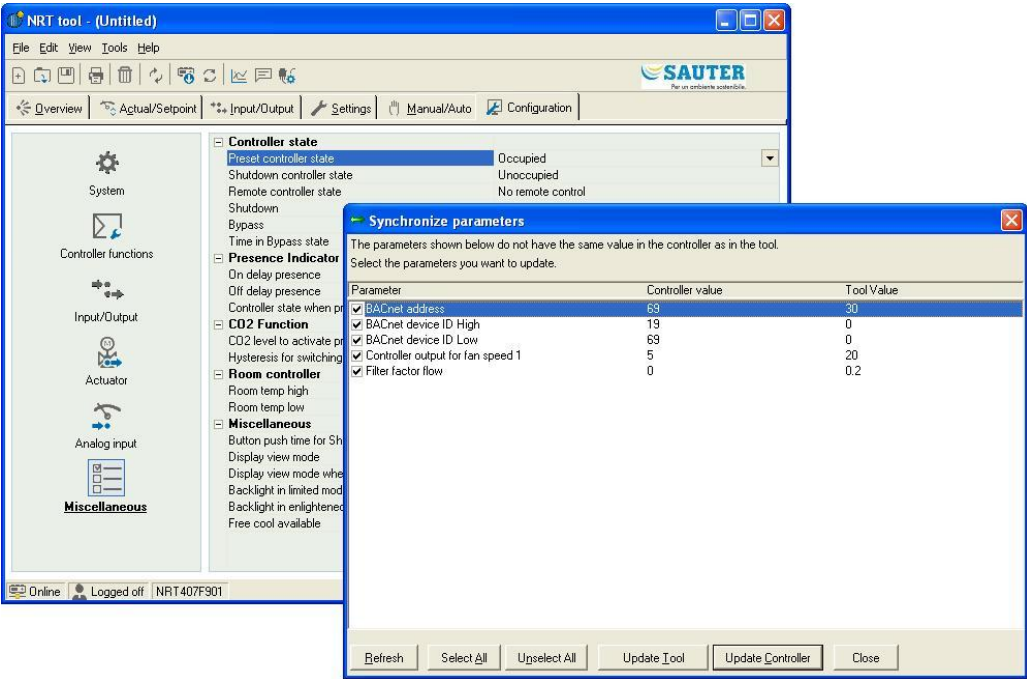 NRT tool - (Untitled)
File Edit View Tools Help
SAUTER
Per un ambiente sostenibile.
Overview Actual/Setpoint Input/Output Settings Manual/Auto Configuration
System
Controller functions
Input/Output
Actuator
Analog input
Miscellaneous
Controller state
Preset controller state Occupied
Shutdown controller state Unoccupied
Remote controller state No remote control
Shutdown
Bypass
Time in Bypass state
Presence Indicator
On delay presence
Off delay presence
Controller state when pr
CO2 Function
CO2 level to activate pr
Hysteresis for switching
Room controller
Room temp high
Room temp low
Miscellaneous
Button push time for Sh
Display view mode
Display view mode whe
Backlight in limited mod
Backlight in enlightened
Free cool available
Online Logged off NRT407F901
Synchronize parameters
The parameters shown below do not have the same value in the controller as in the tool.
Select the parameters you want to update.
Parameter Controller value Tool Value
BACnet address 69 30
BACnet device ID High 19 0
BACnet device ID Low 69 0
Controller output for fan speed 1 5 20
Filter factor flow 0 0.2
Refresh Select All Unselect All Update Tool Update Controller Close